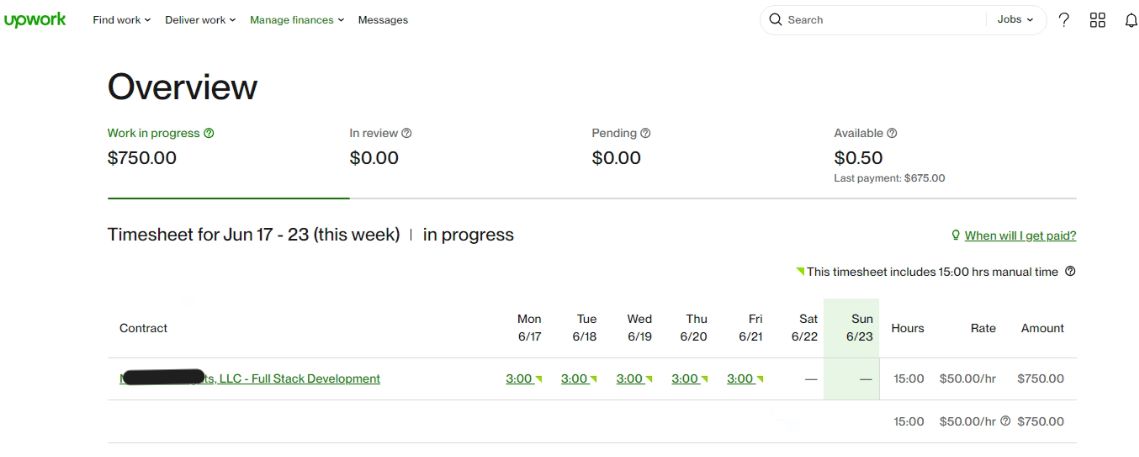 upwork Find work Deliver work Manage finances Messages Search Jobs
Overview
Work in progress In review Pending Available
$750.00 $0.00 $0.00 $0.50
Last payment: $675.00
Timesheet for Jun 17 - 23 (this week) | in progress When will I get paid?
This timesheet includes 15:00 hrs manual time
Mon Tue Wed Thu Fri Sat Sun
Contract 6/17 6/18 6/19 6/20 6/21 6/22 6/23 Hours Rate Amount
ts, LLC - Full Stack Development 3:00 3:00 3:00 3:00 3:00 — — 15:00 $50.00/hr $750.00
15:00 $50.00/hr $750.00